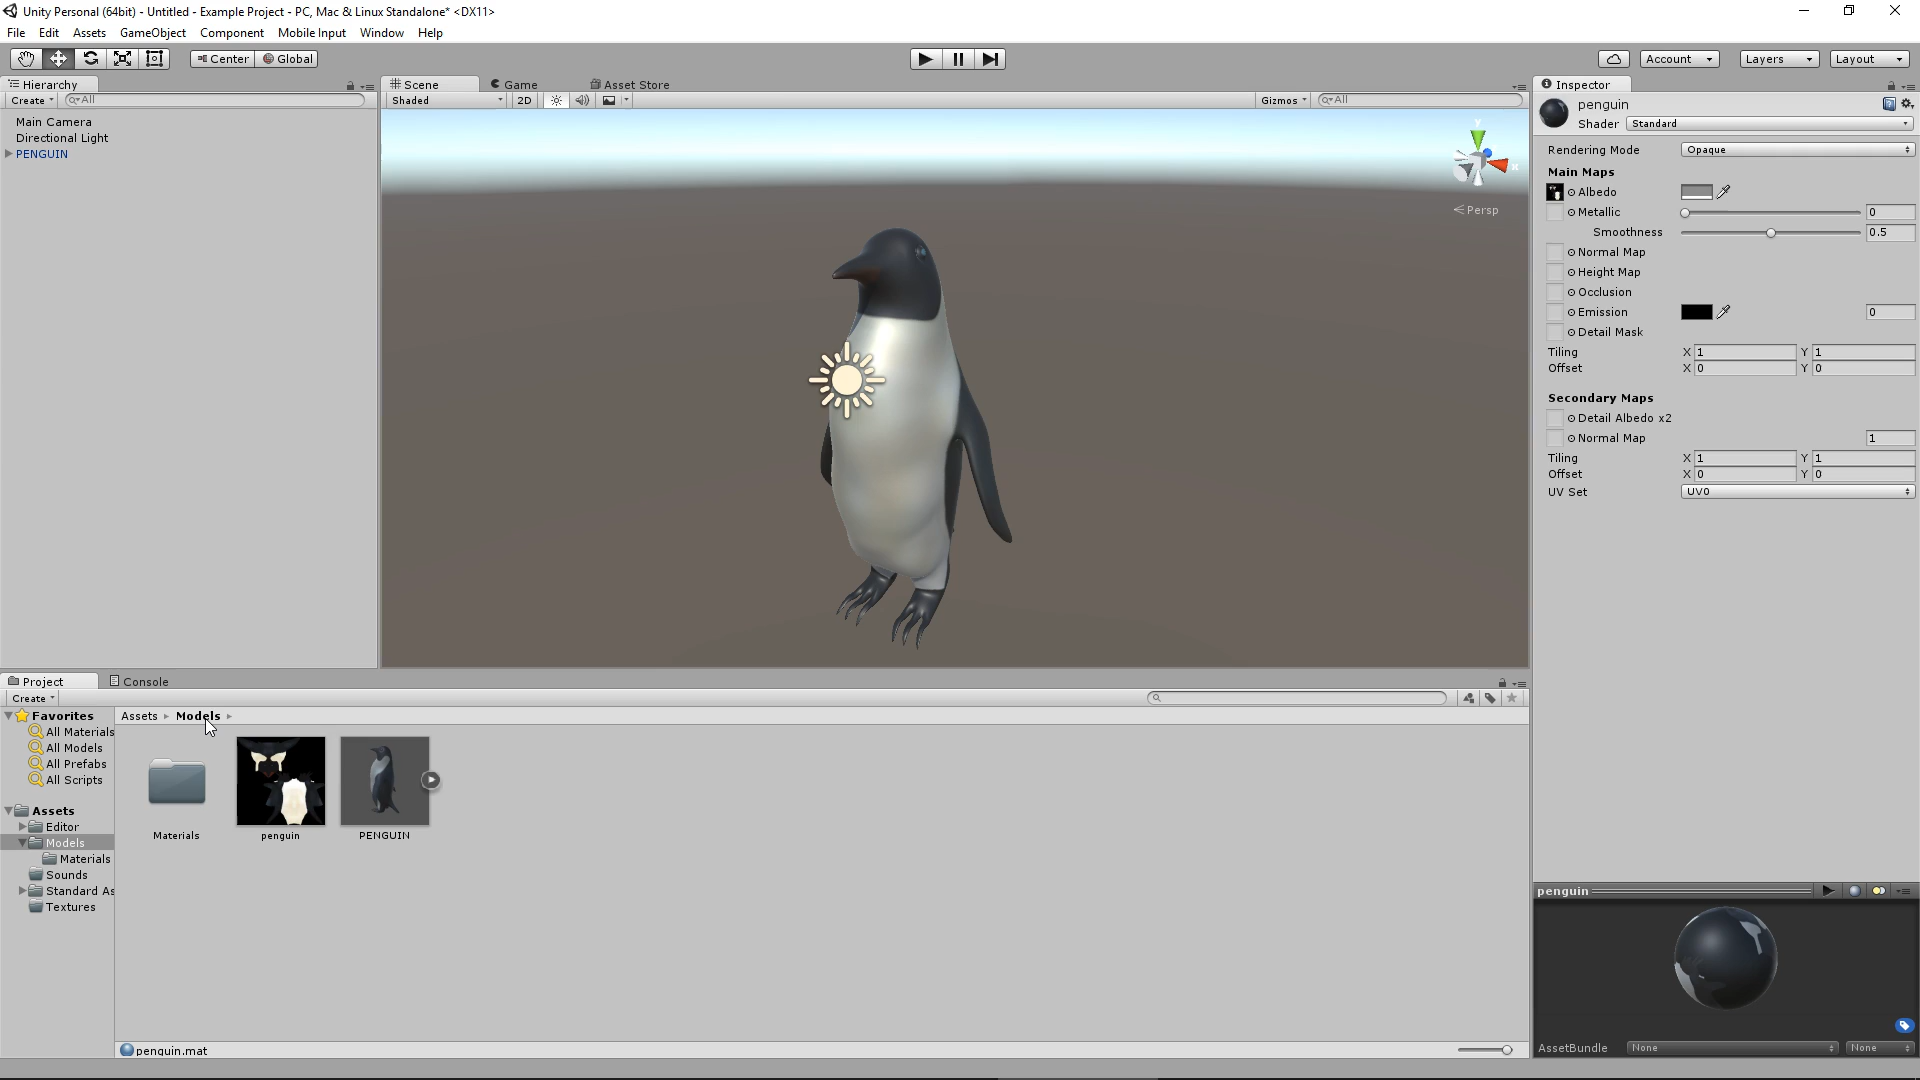 Unity Personal (64bit) - Untitled - Example Project - PC, Mac & Linux Standalone* <DX11>
File Edit Assets GameObject Component Mobile Input Window Help
Center Global Account Layers Layout
Hierarchy
Create All
Main Camera
Directional Light
PENGUIN
Scene Game Asset Store
Shaded 2D Gizmos All
Y
X
Persp
Inspector
penguin
Shader Standard
Rendering Mode Opaque
Main Maps
Albedo
Metallic 0
Smoothness 0.5
Normal Map
Height Map
Occlusion
Emission 0
Detail Mask
Tiling X 1 Y 1
Offset X 0 Y 0
Secondary Maps
Detail Albedo x2
Normal Map 1
Tiling X 1 Y 1
Offset X 0 Y 0
UV Set UV0
Project Console
Create
Favorites
All Materials
All Models
All Prefabs
All Scripts
Assets
Editor
Models
Materials
Sounds
Standard As
Textures
Assets Models
Materials penguin PENGUIN
penguin.mat
penguin
AssetBundle None None